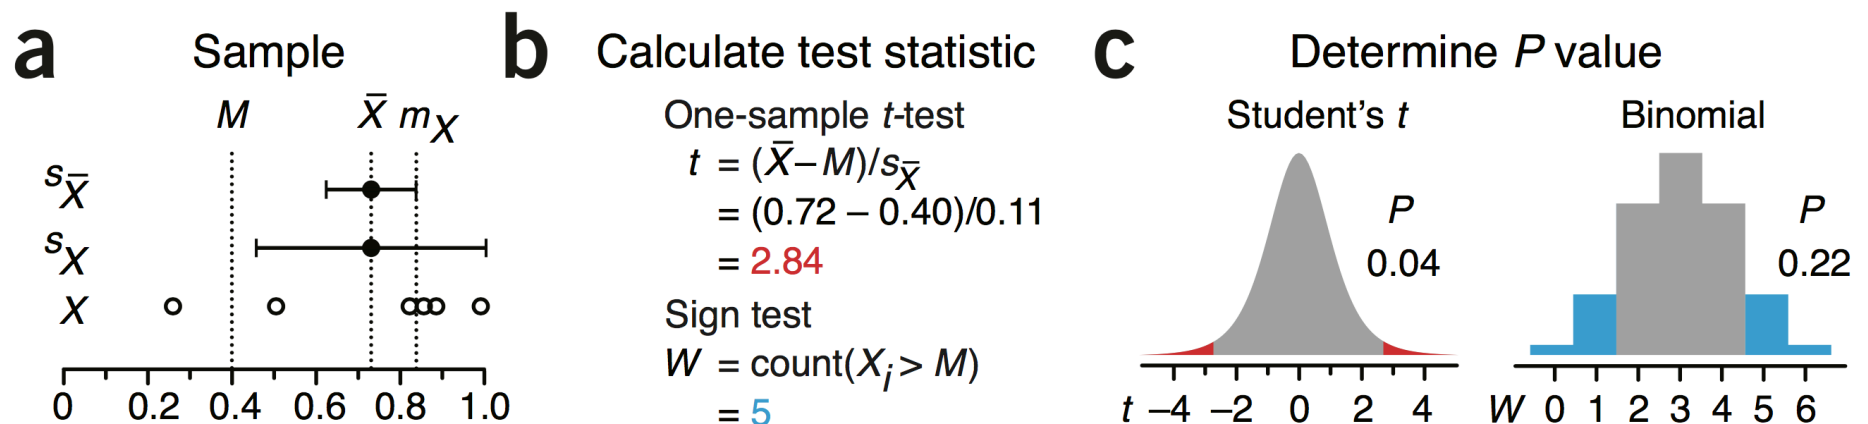 a Sample
M X̄ m_X
s_X̄
s_X
X
0 0.2 0.4 0.6 0.8 1.0
b Calculate test statistic
One-sample t-test
t = (X̄ – M)/s_X̄
= (0.72 – 0.40)/0.11
= 2.84
Sign test
W = count(X_i > M)
= 5
c Determine P value
Student’s t
P
0.04
t –4 –2 0 2 4
Binomial
P
0.22
W 0 1 2 3 4 5 6